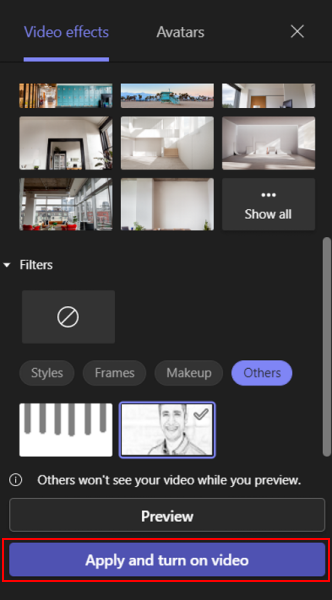 Video effects
Avatars
Show all
Filters
Styles
Frames
Makeup
Others
Others won't see your video while you preview.
Preview
Apply and turn on video